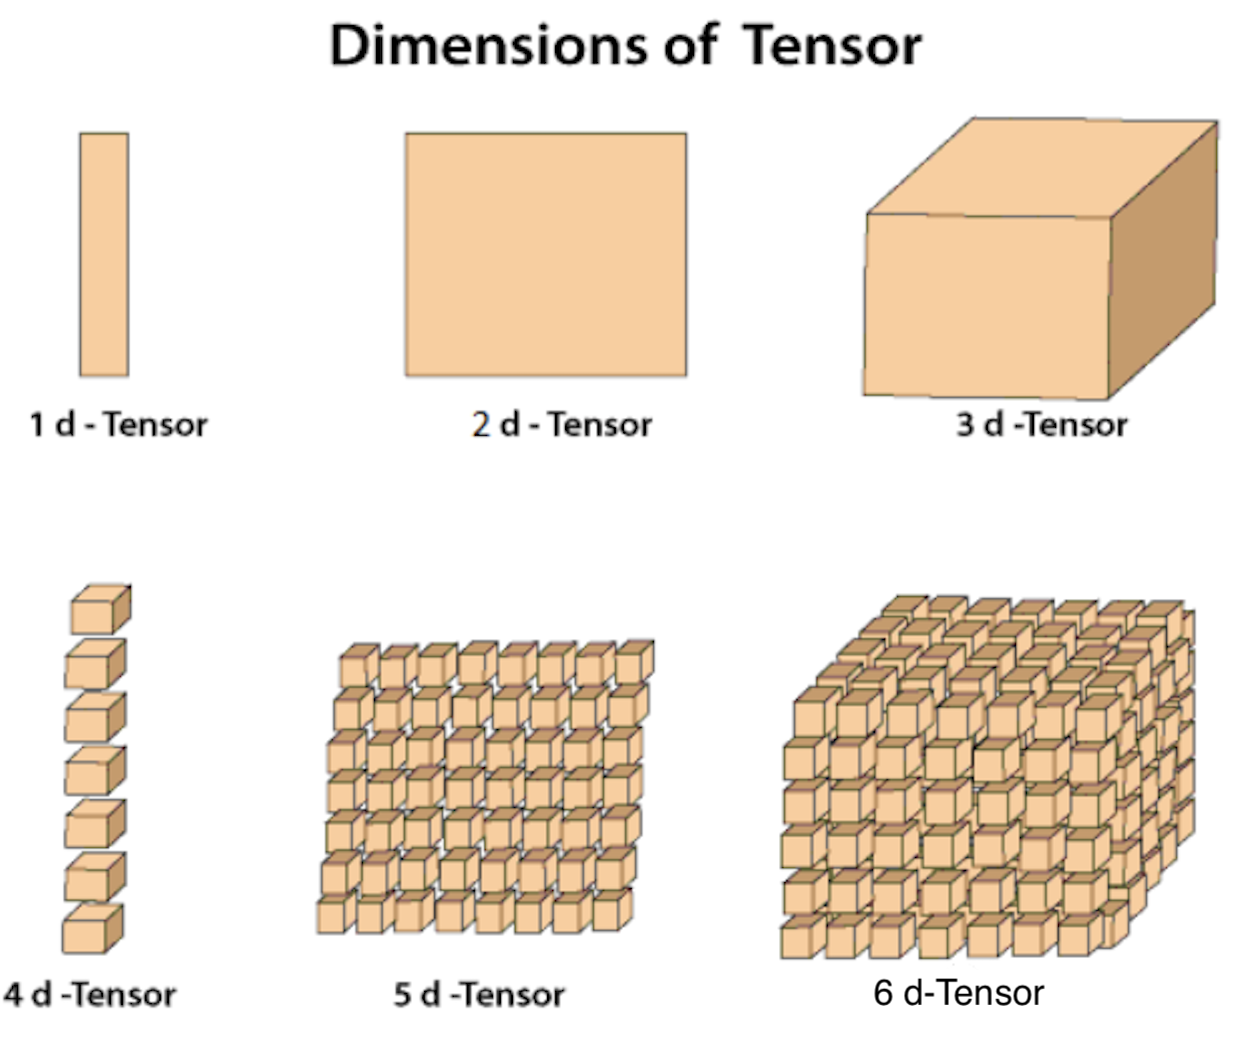 Dimensions of Tensor
1 d - Tensor
2 d - Tensor
3 d -Tensor
4 d -Tensor
5 d -Tensor
6 d-Tensor